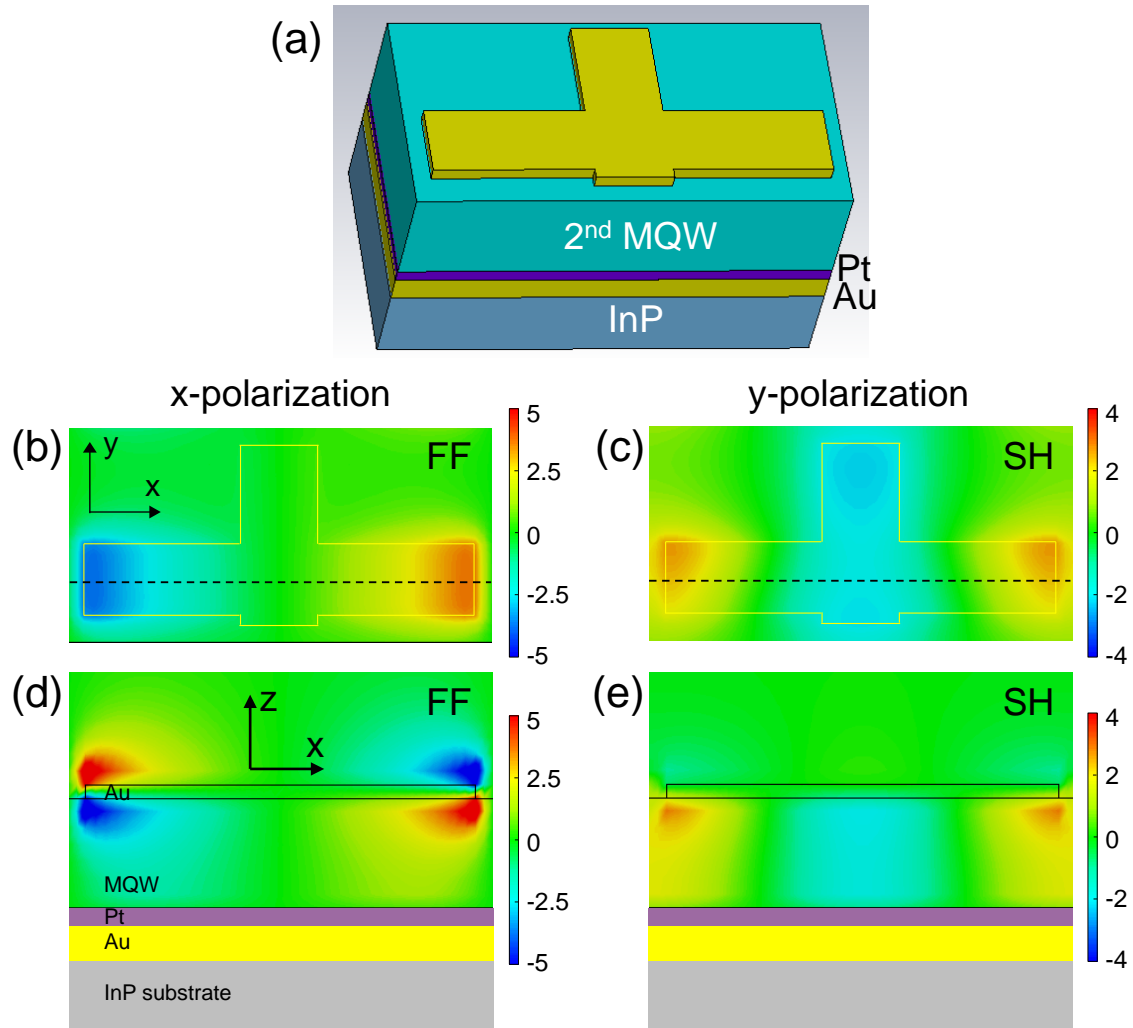 (a)
2nd MQW
Pt
Au
InP
x-polarization
y-polarization
(b)
y
x
FF
5
2.5
0
-2.5
-5
(c)
SH
4
2
0
-2
-4
(d)
z
x
FF
Au
MQW
Pt
Au
InP substrate
5
2.5
0
-2.5
-5
(e)
SH
4
2
0
-2
-4